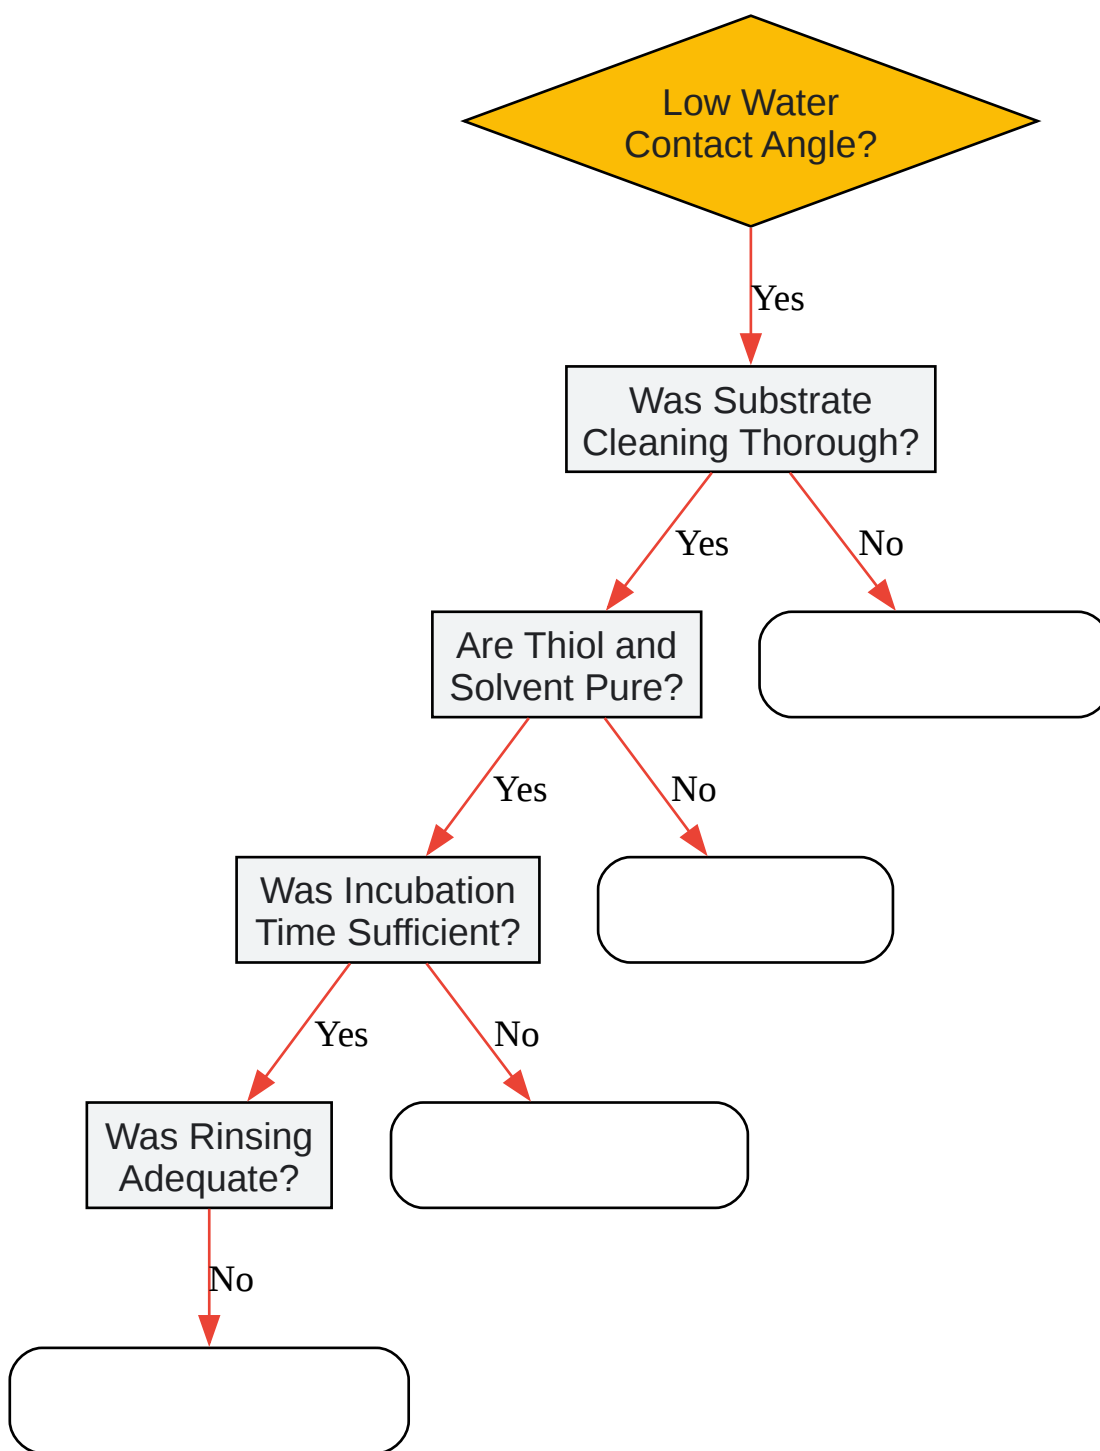 Low Water
Contact Angle?
Yes
Was Substrate
Cleaning Thorough?
Yes
No
Are Thiol and
Solvent Pure?
Yes
No
Was Incubation
Time Sufficient?
Yes
No
Was Rinsing
Adequate?
No